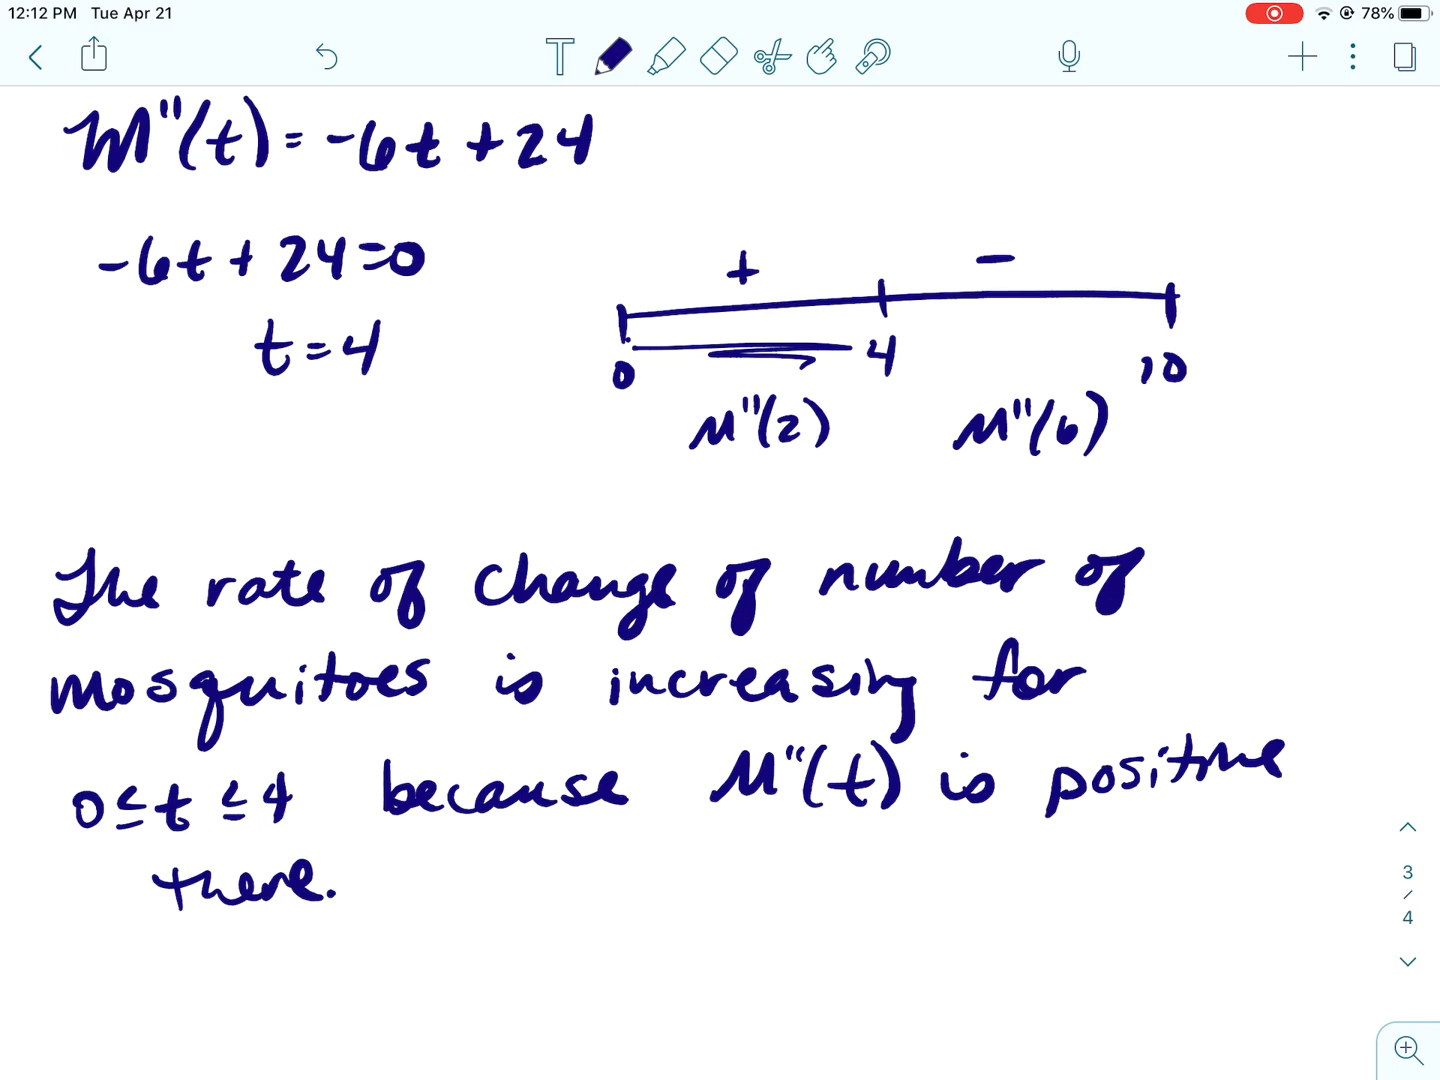 12:12 PM Tue Apr 21
78%
T
M''(t) = -6t + 24
-6t + 24 = 0
t = 4
+ −
0 4 10
M''(2) M''(6)
The rate of change of number of
mosquitoes is increasing for
0 ≤ t ≤ 4 because M''(t) is positive
there.
3
/
4